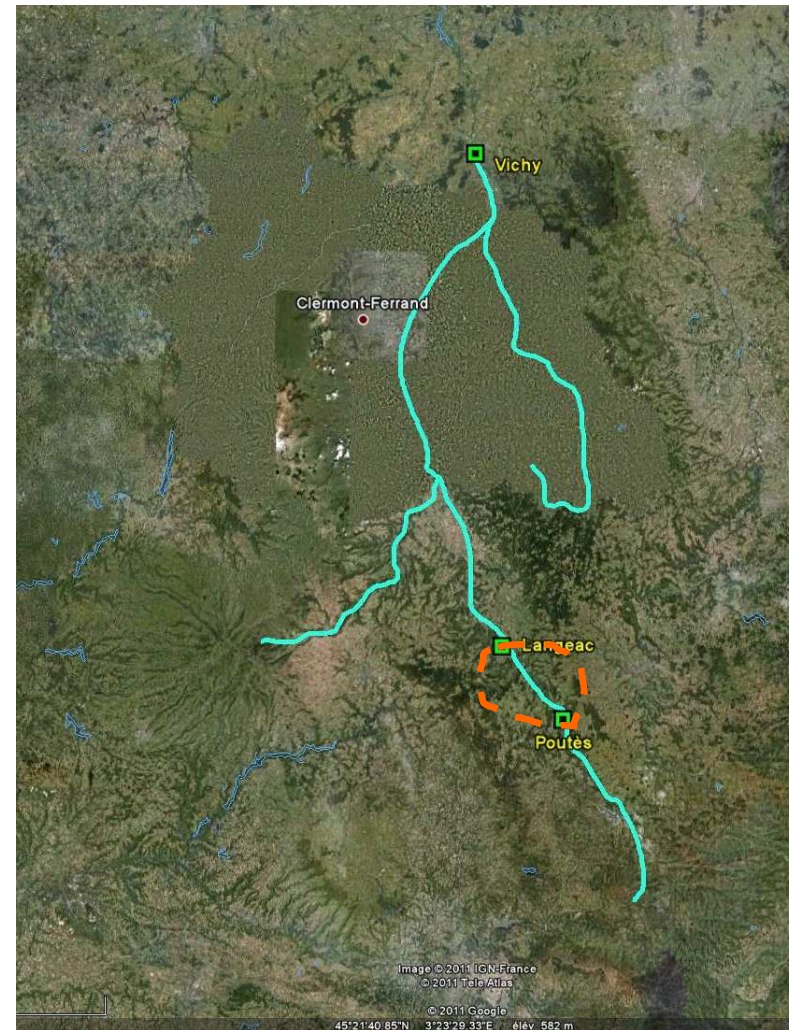 Vichy
Clermont-Ferrand
Langeac
Poutès
Image © 2011 IGN-France
© 2011 Tele Atlas
© 2011 Google
45°21'40.85"N 3°23'29.33"E élév. 582 m